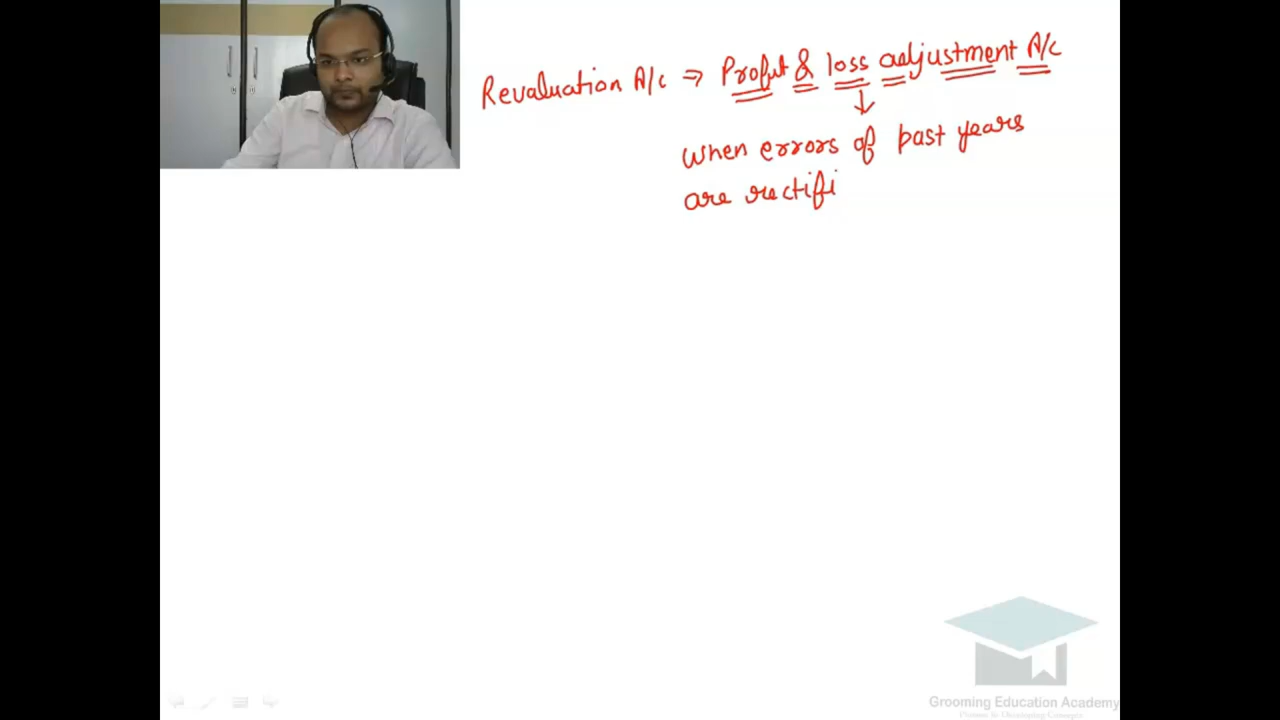 Revaluation A/c ⇒ Profit & loss adjustment A/c
↓
when errors of past years
are rectifi
Grooming Education Academy